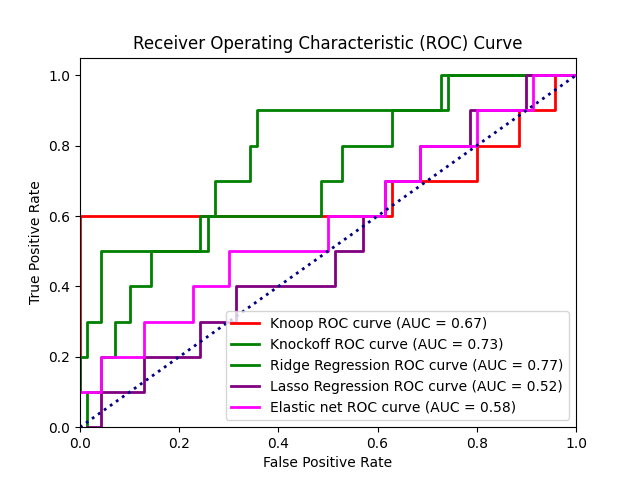 Receiver Operating Characteristic (ROC) Curve
1.0
0.8
0.6
0.4
0.2
0.0
True Positive Rate
Knoop ROC curve (AUC = 0.67)
Knockoff ROC curve (AUC = 0.73)
Ridge Regression ROC curve (AUC = 0.77)
Lasso Regression ROC curve (AUC = 0.52)
Elastic net ROC curve (AUC = 0.58)
0.0 0.2 0.4 0.6 0.8 1.0
False Positive Rate